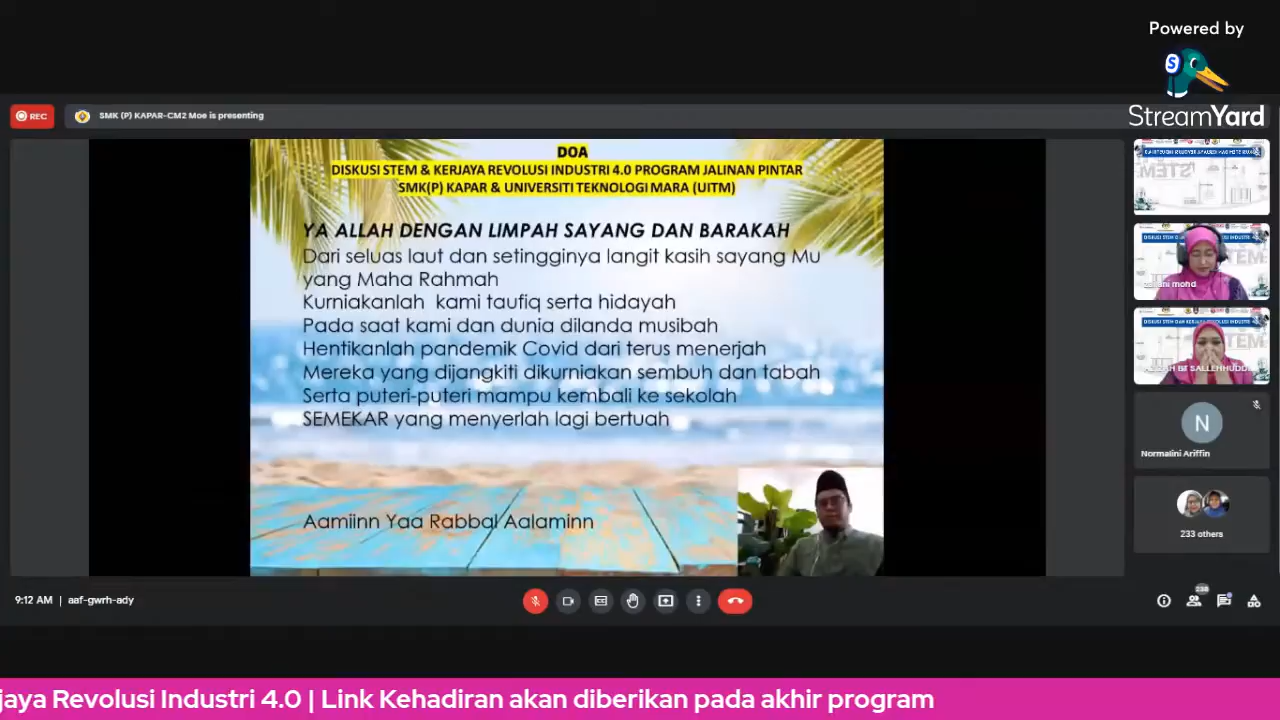 Powered by
StreamYard
REC
SMK (P) KAPAR-CM2 Moe is presenting
DOA
DISKUSI STEM & KERJAYA REVOLUSI INDUSTRI 4.0 PROGRAM JALINAN PINTAR
SMK(P) KAPAR & UNIVERSITI TEKNOLOGI MARA (UITM)
YA ALLAH DENGAN LIMPAH SAYANG DAN BARAKAH
Dari seluas laut dan setingginya langit kasih sayang Mu
yang Maha Rahmah
Kurniakanlah kami taufiq serta hidayah
Pada saat kami dan dunia dilanda musibah
Hentikanlah pandemik Covid dari terus menerjah
Mereka yang dijangkiti dikurniakan sembuh dan tabah
Serta puteri-puteri mampu kembali ke sekolah
SEMEKAR yang menyerlah lagi bertuah
Aamiinn Yaa Rabbal Aalaminn
mohd
BT SALLEHHUDDI
N
Normalini Ariffin
233 others
9:12 AM | aaf-gwrh-ady
238
jaya Revolusi Industri 4.0 | Link Kehadiran akan diberikan pada akhir program